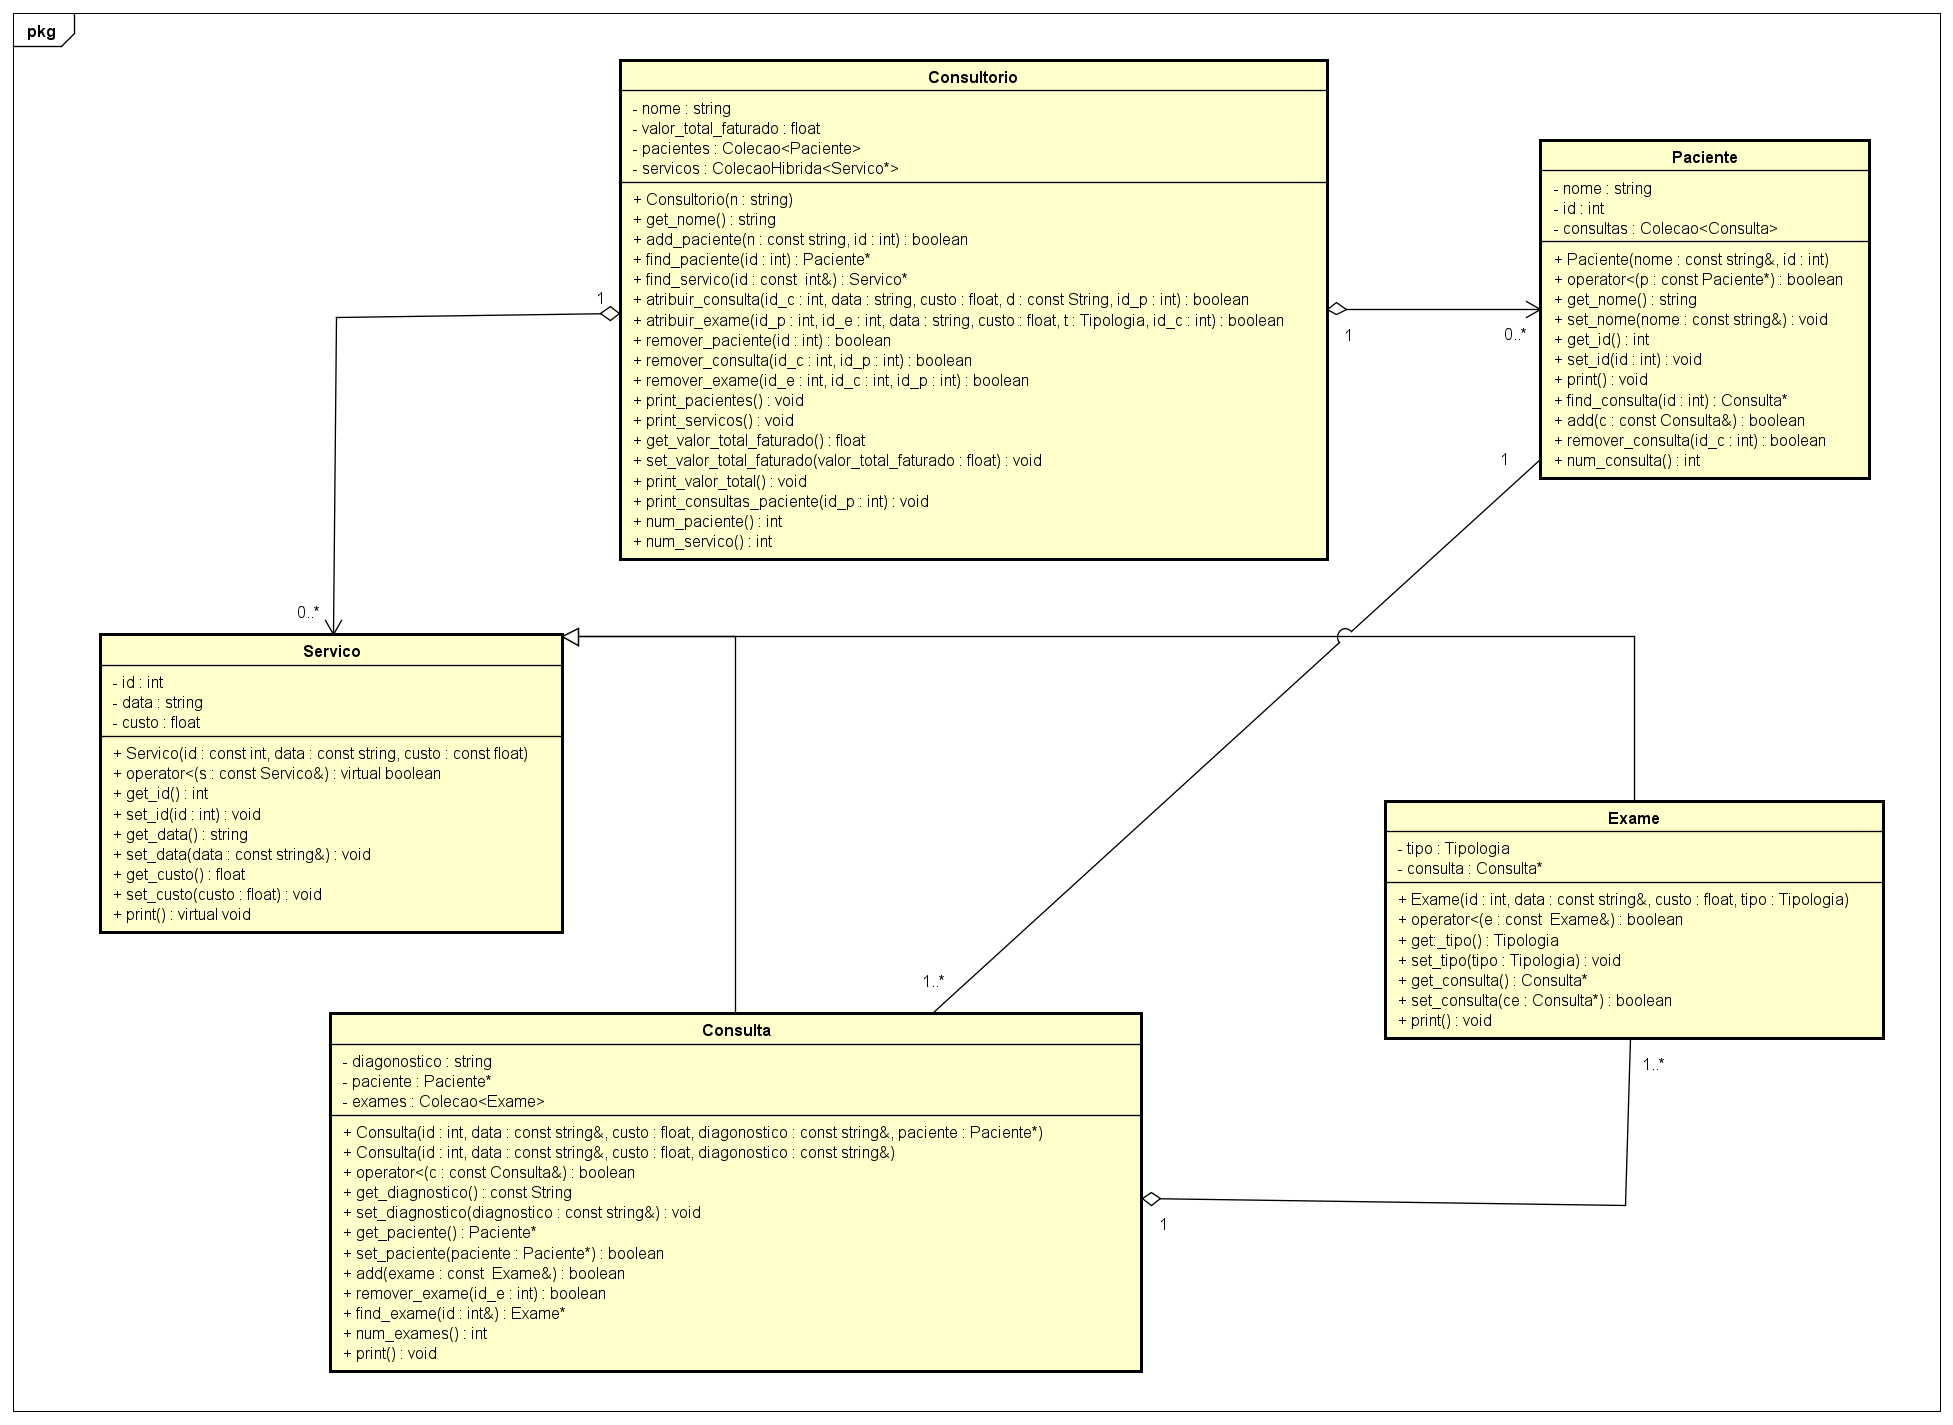 pkg
Consultorio
- nome : string
- valor_total_faturado : float
- pacientes : Colecao<Paciente>
- servicos : ColecaoHibrida<Servico*>
+ Consultorio(n : string)
+ get_nome() : string
+ add_paciente(n : const string, id : int) : boolean
+ find_paciente(id : int) : Paciente*
+ find_servico(id : const  int&) : Servico*
+ atribuir_consulta(id_c : int, data : string, custo : float, d : const String, id_p : int) : boolean
+ atribuir_exame(id_p : int, id_e : int, data : string, custo : float, t : Tipologia, id_c : int) : boolean
+ remover_paciente(id : int) : boolean
+ remover_consulta(id_c : int, id_p : int) : boolean
+ remover_exame(id_e : int, id_c : int, id_p : int) : boolean
+ print_pacientes() : void
+ print_servicos() : void
+ get_valor_total_faturado() : float
+ set_valor_total_faturado(valor_total_faturado : float) : void
+ print_valor_total() : void
+ print_consultas_paciente(id_p : int) : void
+ num_paciente() : int
+ num_servico() : int
Paciente
- nome : string
- id : int
- consultas : Colecao<Consulta>
+ Paciente(nome : const string&, id : int)
+ operator<(p : const Paciente*) : boolean
+ get_nome() : string
+ set_nome(nome : const string&) : void
+ get_id() : int
+ set_id(id : int) : void
+ print() : void
+ find_consulta(id : int) : Consulta*
+ add(c : const Consulta&) : boolean
+ remover_consulta(id_c : int) : boolean
+ num_consulta() : int
1
1
0..*
1
0..*
Servico
- id : int
- data : string
- custo : float
+ Servico(id : const int, data : const string, custo : const float)
+ operator<(s : const Servico&) : virtual boolean
+ get_id() : int
+ set_id(id : int) : void
+ get_data() : string
+ set_data(data : const string&) : void
+ get_custo() : float
+ set_custo(custo : float) : void
+ print() : virtual void
Exame
- tipo : Tipologia
- consulta : Consulta*
+ Exame(id : int, data : const string&, custo : float, tipo : Tipologia)
+ operator<(e : const  Exame&) : boolean
+ get:_tipo() : Tipologia
+ set_tipo(tipo : Tipologia) : void
+ get_consulta() : Consulta*
+ set_consulta(ce : Consulta*) : boolean
+ print() : void
1..*
1..*
Consulta
- diagonostico : string
- paciente : Paciente*
- exames : Colecao<Exame>
+ Consulta(id : int, data : const string&, custo : float, diagonostico : const string&, paciente : Paciente*)
+ Consulta(id : int, data : const string&, custo : float, diagonostico : const string&)
+ operator<(c : const Consulta&) : boolean
+ get_diagnostico() : const String
+ set_diagnostico(diagnostico : const string&) : void
+ get_paciente() : Paciente*
+ set_paciente(paciente : Paciente*) : boolean
+ add(exame : const  Exame&) : boolean
+ remover_exame(id_e : int) : boolean
+ find_exame(id : int&) : Exame*
+ num_exames() : int
+ print() : void
1